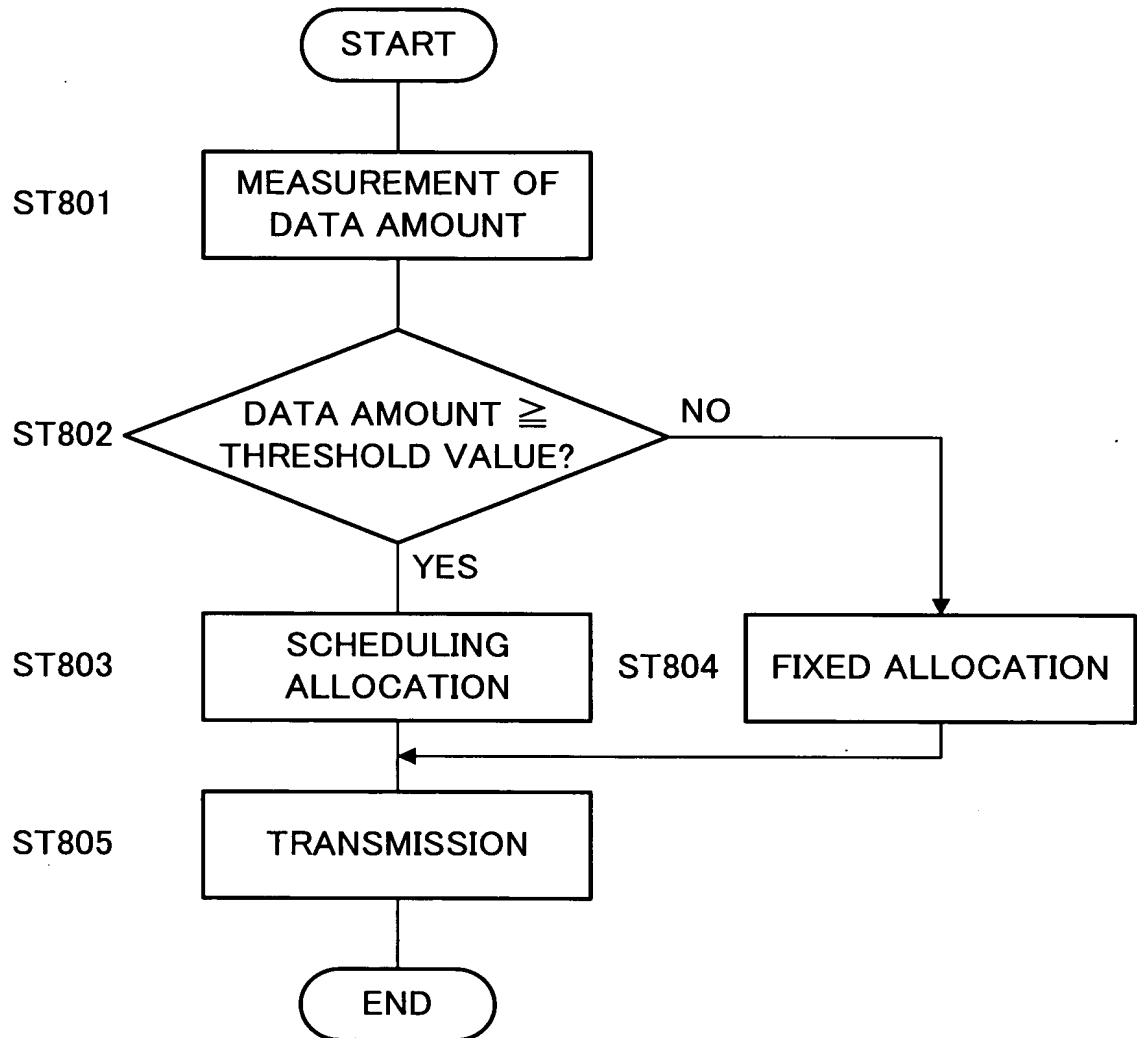 START
ST801
MEASUREMENT OF
DATA AMOUNT
ST802
DATA AMOUNT ≧
THRESHOLD VALUE?
NO
YES
ST803
SCHEDULING
ALLOCATION
ST804
FIXED ALLOCATION
ST805
TRANSMISSION
END